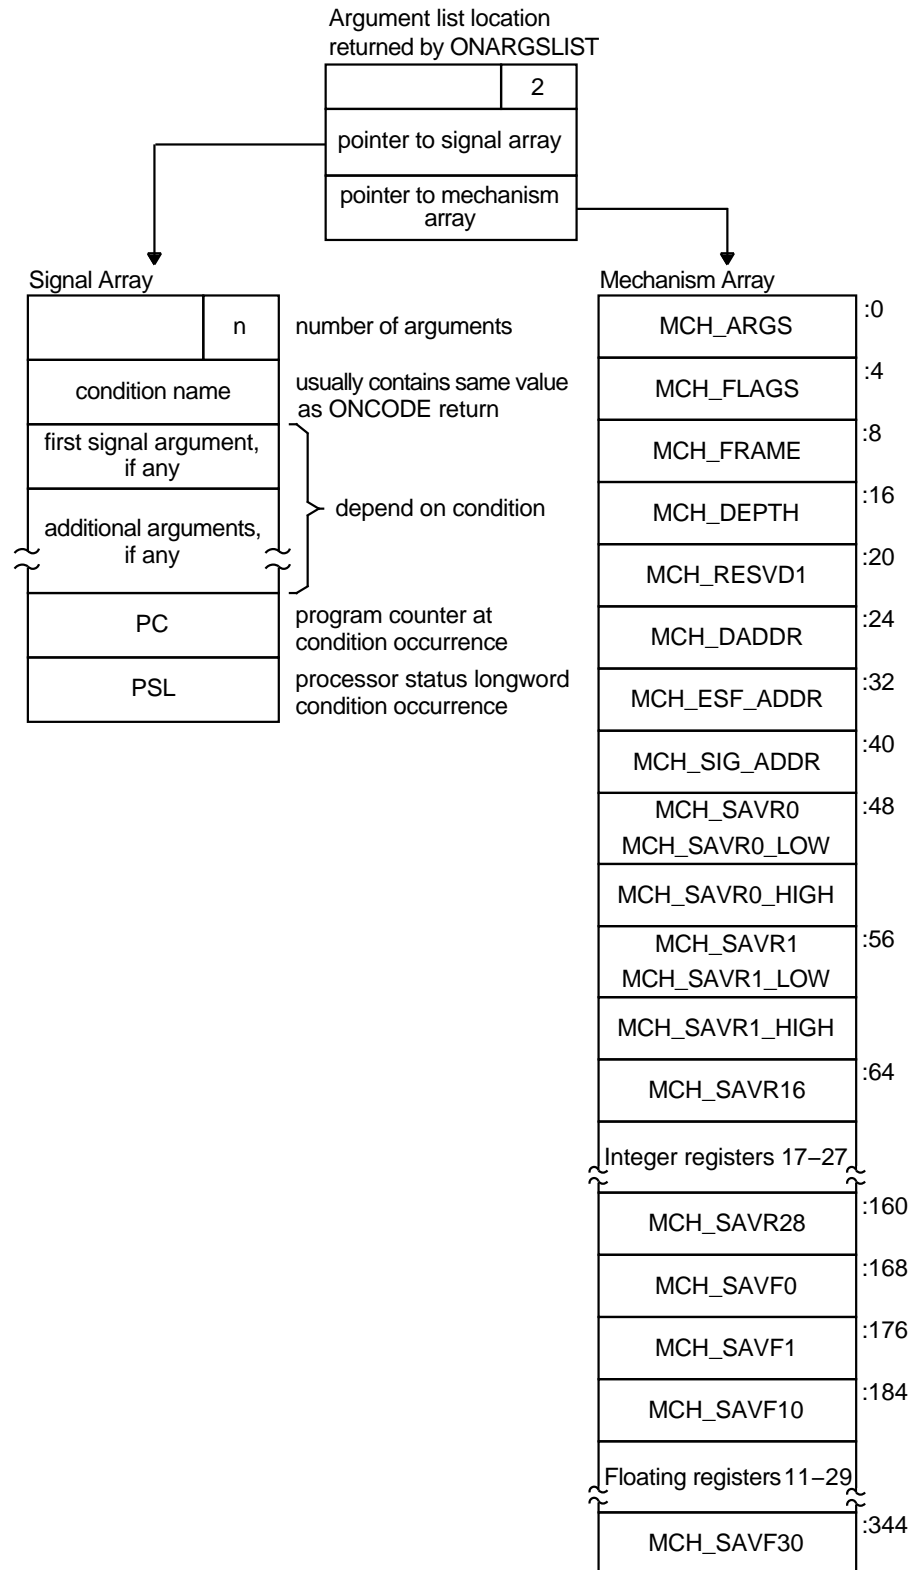 Argument list location
returned by ONARGSLIST
2
pointer to signal array
pointer to mechanism
array
Signal Array
n
number of arguments
condition name
usually contains same value
as ONCODE return
first signal argument,
if any
additional arguments,
if any
depend on condition
PC
program counter at
condition occurrence
PSL
processor status longword
condition occurrence
Mechanism Array
MCH_ARGS
:0
MCH_FLAGS
:4
MCH_FRAME
:8
MCH_DEPTH
:16
MCH_RESVD1
:20
MCH_DADDR
:24
MCH_ESF_ADDR
:32
MCH_SIG_ADDR
:40
MCH_SAVR0
:48
MCH_SAVR0_LOW
MCH_SAVR0_HIGH
MCH_SAVR1
:56
MCH_SAVR1_LOW
MCH_SAVR1_HIGH
MCH_SAVR16
:64
Integer registers 17–27
MCH_SAVR28
:160
MCH_SAVF0
:168
MCH_SAVF1
:176
MCH_SAVF10
:184
Floating registers 11–29
MCH_SAVF30
:344